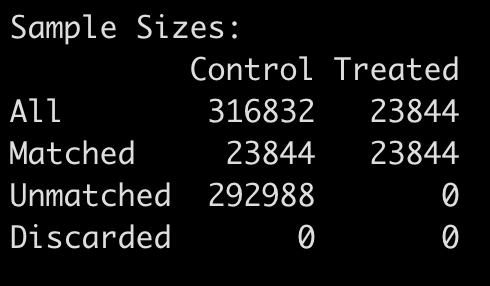 Sample Sizes:
          Control Treated
All        316832   23844
Matched     23844   23844
Unmatched  292988       0
Discarded       0       0